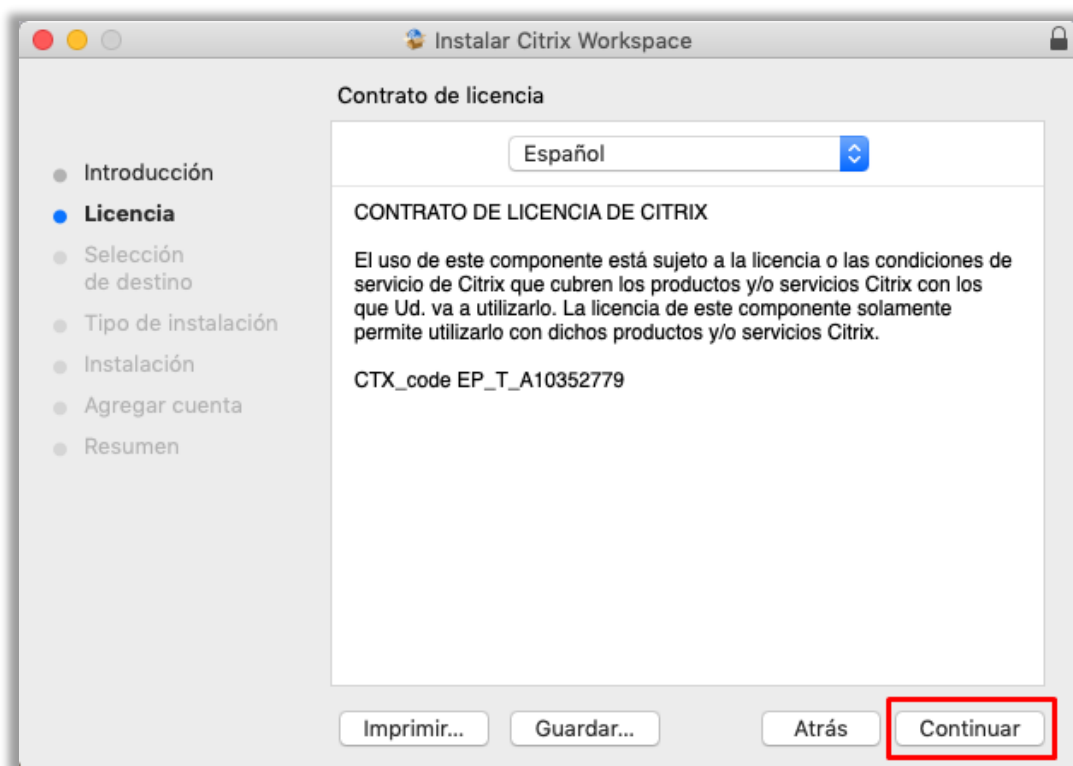 Instalar Citrix Workspace
Contrato de licencia
Introducción
Licencia
Selección
de destino
Tipo de instalación
Instalación
Agregar cuenta
Resumen
Español
CONTRATO DE LICENCIA DE CITRIX
El uso de este componente está sujeto a la licencia o las condiciones de
servicio de Citrix que cubren los productos y/o servicios Citrix con los
que Ud. va a utilizarlo. La licencia de este componente solamente
permite utilizarlo con dichos productos y/o servicios Citrix.
CTX_code EP_T_A10352779
Imprimir...
Guardar...
Atrás
Continuar